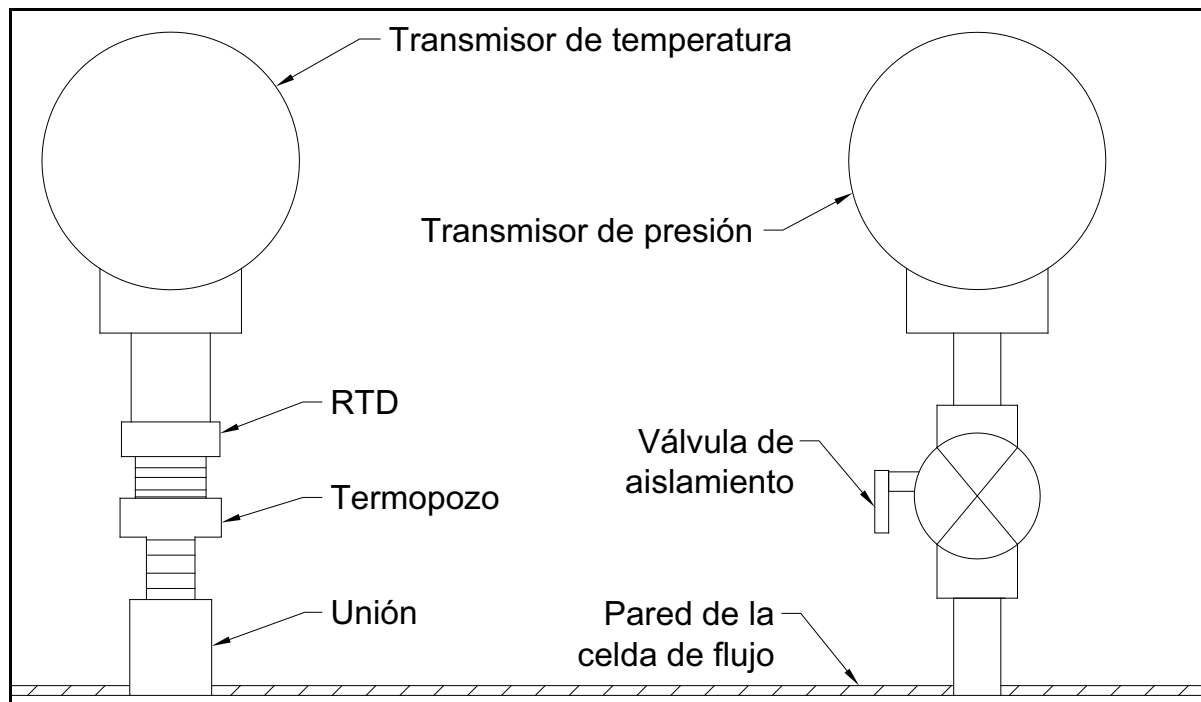 Transmisor de temperatura
Transmisor de presión
RTD
Válvula de
aislamiento
Termopozo
Unión
Pared de la
celda de flujo